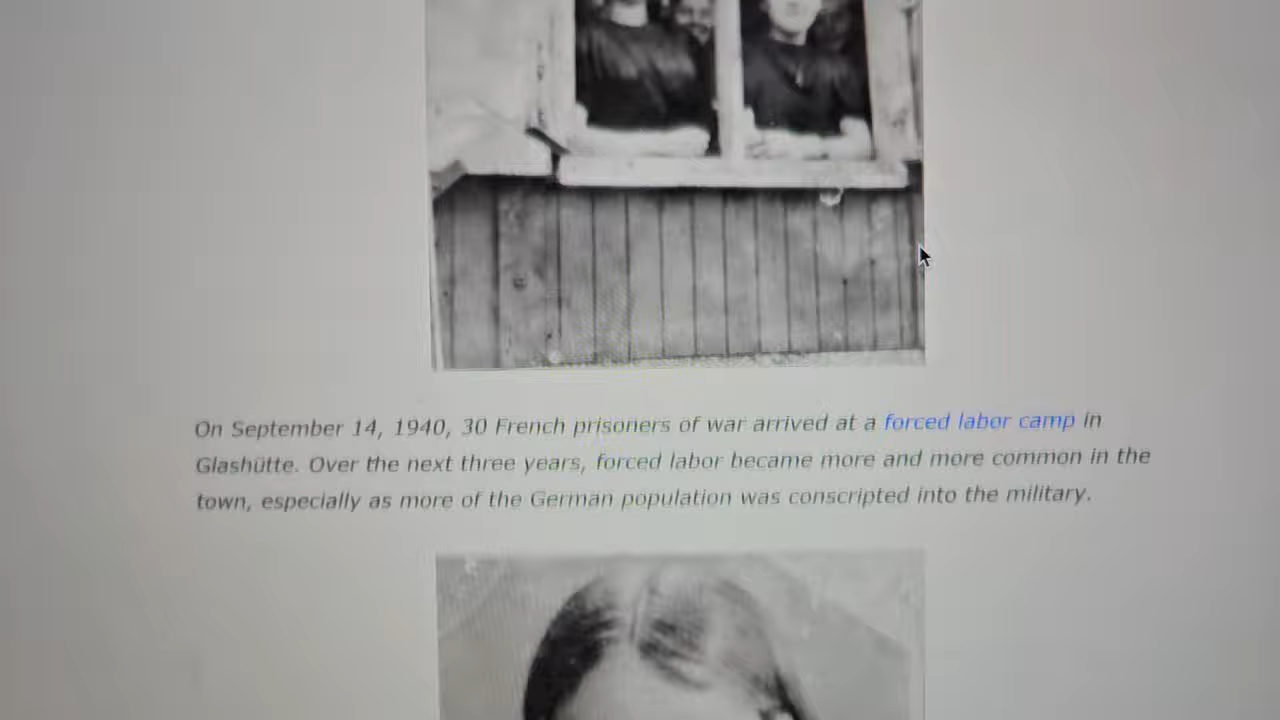 On September 14, 1940, 30 French prisoners of war arrived at a forced labor camp in
Glashütte. Over the next three years, forced labor became more and more common in the
town, especially as more of the German population was conscripted into the military.